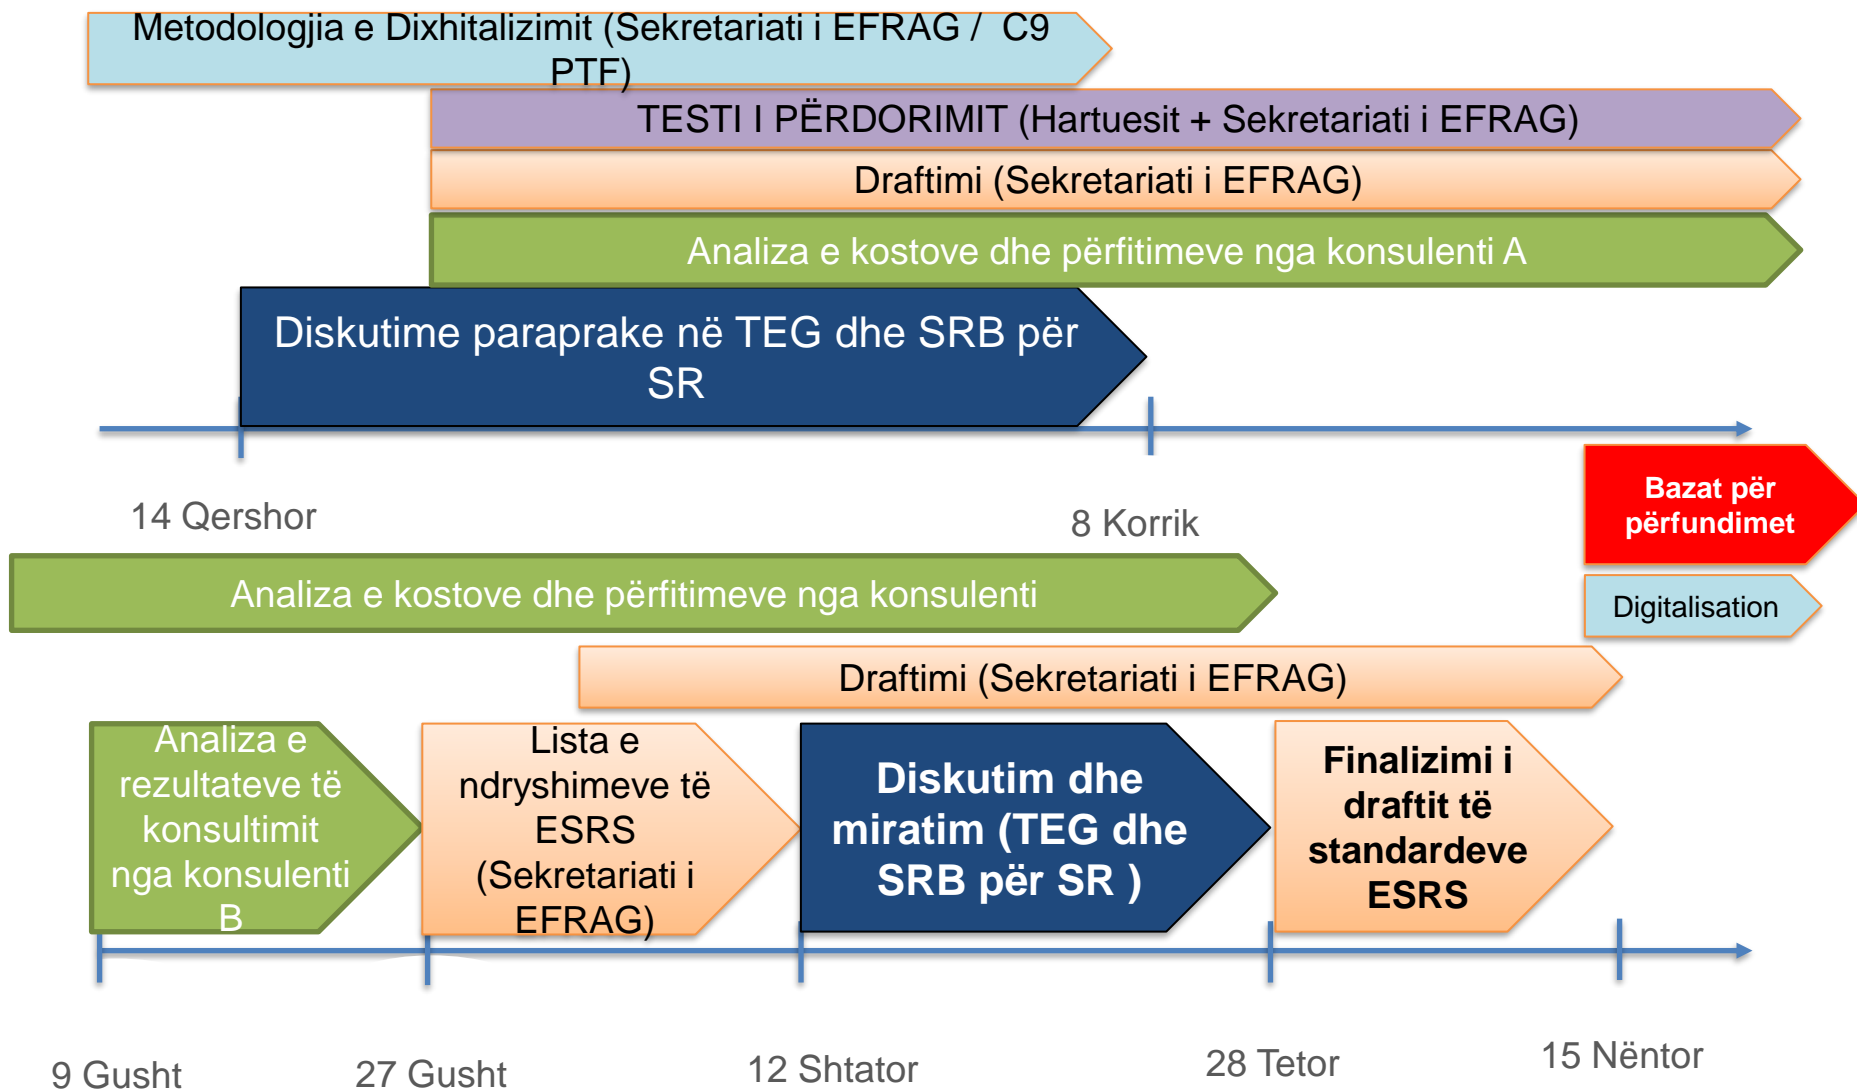 Metodologjia e Dixhitalizimit (Sekretariati i EFRAG / C9
PTF)
TESTI I PËRDORIMIT (Hartuesit + Sekretariati i EFRAG)
Draftimi (Sekretariati i EFRAG)
Analiza e kostove dhe përfitimeve nga konsulenti A
Diskutime paraprake në TEG dhe SRB për
SR
14 Qershor
8 Korrik
Bazat për
përfundimet
Analiza e kostove dhe përfitimeve nga konsulenti
Digitalisation
Draftimi (Sekretariati i EFRAG)
Analiza e
rezultateve të
konsultimit
nga konsulenti
B
Lista e
ndryshimeve të
ESRS
(Sekretariati i
EFRAG)
Diskutim dhe
miratim (TEG dhe
SRB për SR )
Finalizimi i
draftit të
standardeve
ESRS
9 Gusht
27 Gusht
12 Shtator
28 Tetor
15 Nëntor